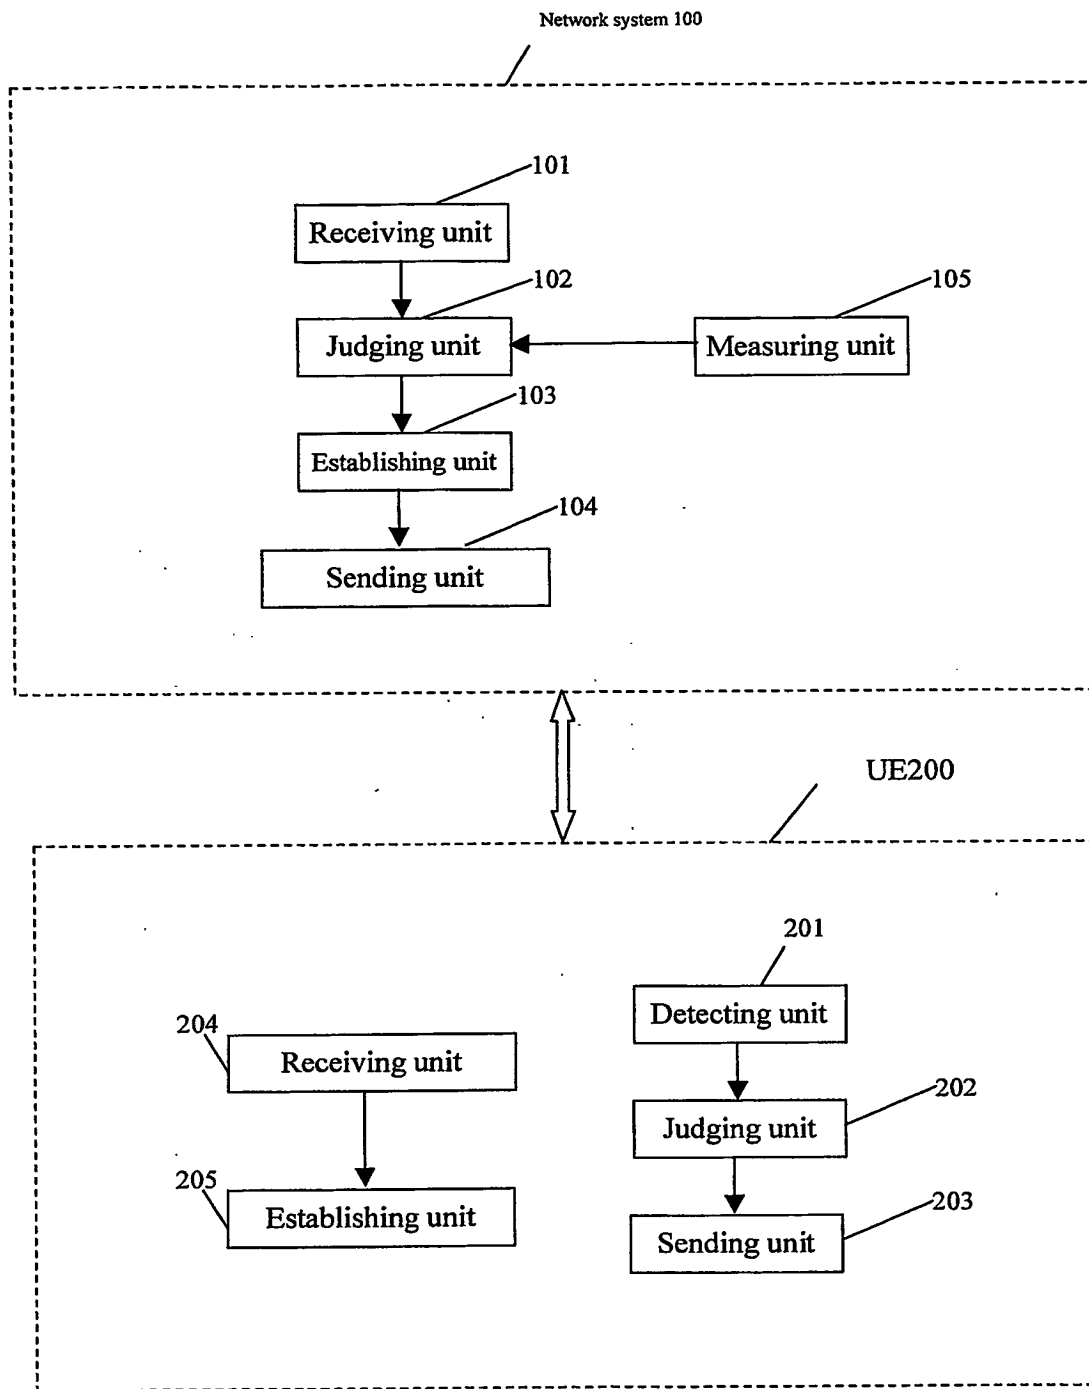 Network system 100
101
Receiving unit
102
105
Judging unit
Measuring unit
103
Establishing unit
104
Sending unit
UE200
201
Detecting unit
204
Receiving unit
202
Judging unit
205
Establishing unit
203
Sending unit